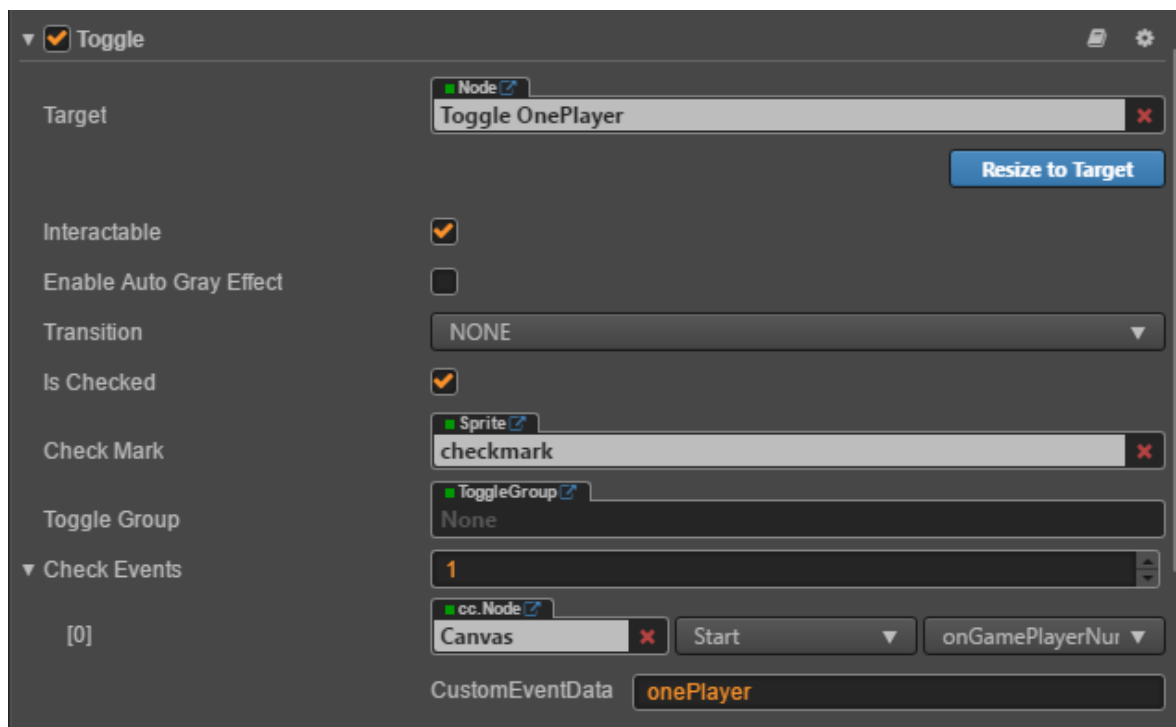 Toggle
Node
Target
Toggle OnePlayer
Resize to Target
Interactable
Enable Auto Gray Effect
Transition
NONE
Is Checked
Sprite
Check Mark
checkmark
ToggleGroup
Toggle Group
None
Check Events
1
cc.Node
[0]
Canvas
Start
onGamePlayerNur
CustomEventData
onePlayer